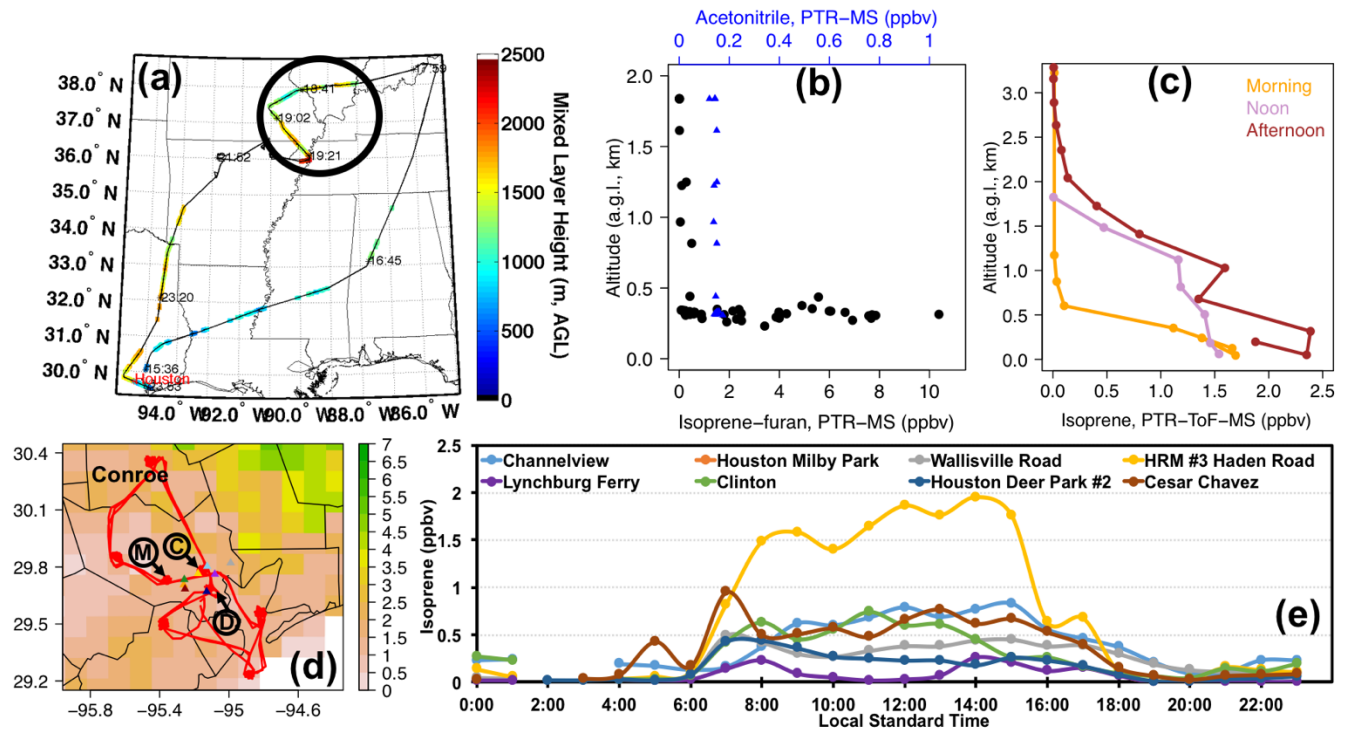 (a)
38.0° N
37.0° N
36.0° N
35.0° N
34.0° N
33.0° N
32.0° N
31.0° N
30.0° N
94.0° W
92.0° W
90.0° W
88.0° W
86.0° W
18:41
19:02
19:21
16:45
23:20
15:36
Houston
2500
2000
1500
1000
500
0
Mixed Layer Height (m, AGL)
Acetonitrile, PTR−MS (ppbv)
0 0.2 0.4 0.6 0.8 1
(b)
2.0
1.5
1.0
0.5
0.0
Altitude (a.g.l., km)
0 2 4 6 8 10
Isoprene−furan, PTR−MS (ppbv)
(c)
Morning
Noon
Afternoon
3.0
2.5
2.0
1.5
1.0
0.5
0.0
Altitude (a.g.l., km)
0.0 0.5 1.0 1.5 2.0 2.5
Isoprene, PTR−ToF−MS (ppbv)
30.4
30.1
29.8
29.5
29.2
−95.8 −95.4 −95 −94.6
Conroe
M
C
D
(d)
7
6.5
6
5.5
5
4.5
4
3.5
3
2.5
2
1.5
1
0.5
0
2.5
2
1.5
1
0.5
0
Isoprene (ppbv)
Channelview Houston Milby Park Wallisville Road HRM #3 Haden Road
Lynchburg Ferry Clinton Houston Deer Park #2 Cesar Chavez
(e)
0:00 2:00 4:00 6:00 8:00 10:00 12:00 14:00 16:00 18:00 20:00 22:00
Local Standard Time